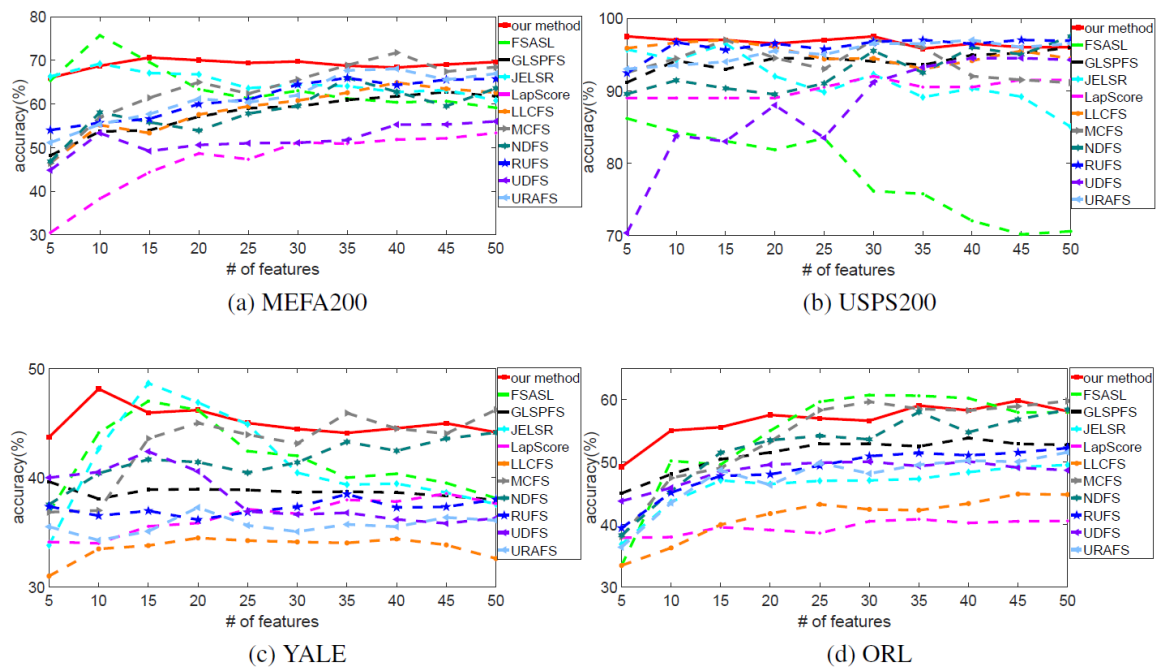 80
70
60
50
40
30
accuracy(%)
5 10 15 20 25 30 35 40 45 50
# of features
our method
FSASL
GLSPFS
JELSR
LapScore
LLCFS
MCFS
NDFS
RUFS
UDFS
URAFS
(a) MEFA200
100
90
80
70
accuracy(%)
5 10 15 20 25 30 35 40 45 50
# of features
our method
FSASL
GLSPFS
JELSR
LapScore
LLCFS
MCFS
NDFS
RUFS
UDFS
URAFS
(b) USPS200
50
40
30
accuracy(%)
5 10 15 20 25 30 35 40 45 50
# of features
our method
FSASL
GLSPFS
JELSR
LapScore
LLCFS
MCFS
NDFS
RUFS
UDFS
URAFS
(c) YALE
60
50
40
30
accuracy(%)
5 10 15 20 25 30 35 40 45 50
# of features
our method
FSASL
GLSPFS
JELSR
LapScore
LLCFS
MCFS
NDFS
RUFS
UDFS
URAFS
(d) ORL